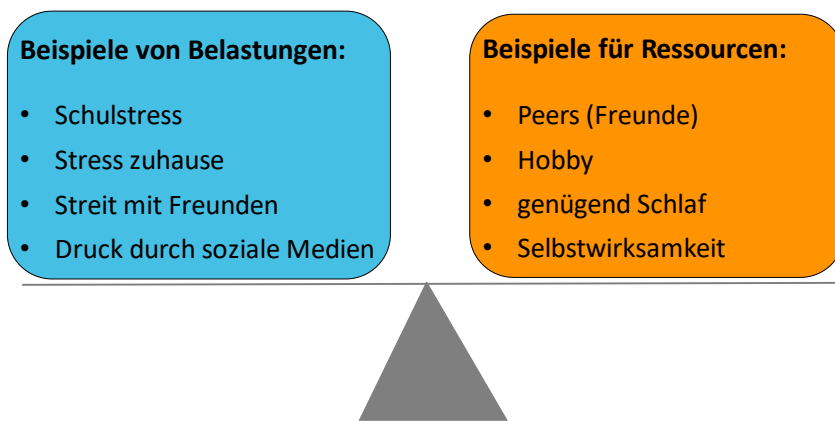 Beispiele von Belastungen:
• Schulstress
• Stress zuhause
• Streit mit Freunden
• Druck durch soziale Medien
Beispiele für Ressourcen:
• Peers (Freunde)
• Hobby
• genügend Schlaf
• Selbstwirksamkeit